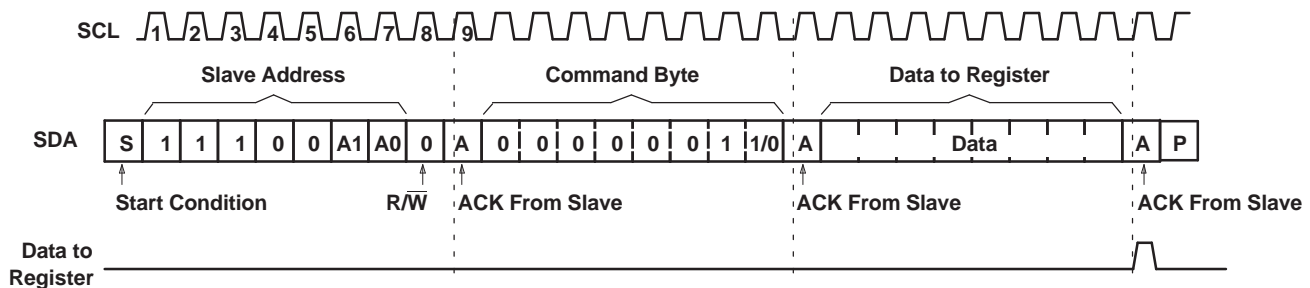 SCL 1 2 3 4 5 6 7 8 9
Slave Address Command Byte Data to Register
SDA S 1 1 1 0 0 A1 A0 0 A 0 0 0 0 0 0 1 1/0 A Data A P
Start Condition R/W ACK From Slave ACK From Slave ACK From Slave
Data to
Register